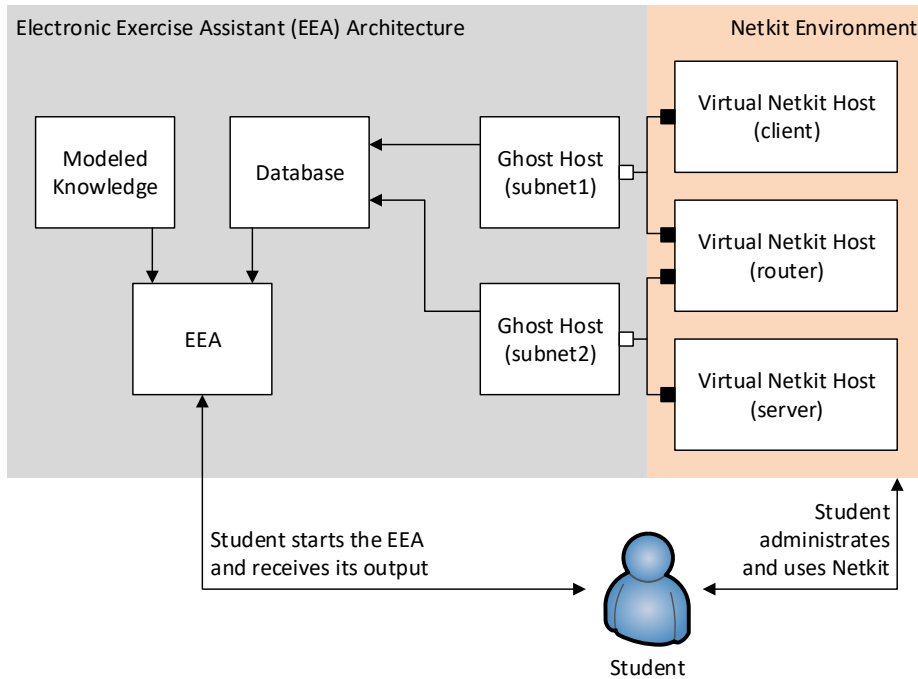 Electronic Exercise Assistant (EEA) Architecture
Netkit Environment
Modeled
Knowledge
Database
Ghost Host
(subnet1)
Virtual Netkit Host
(client)
Virtual Netkit Host
(router)
EEA
Ghost Host
(subnet2)
Virtual Netkit Host
(server)
Student starts the EEA
and receives its output
Student
administrates
and uses Netkit
Student